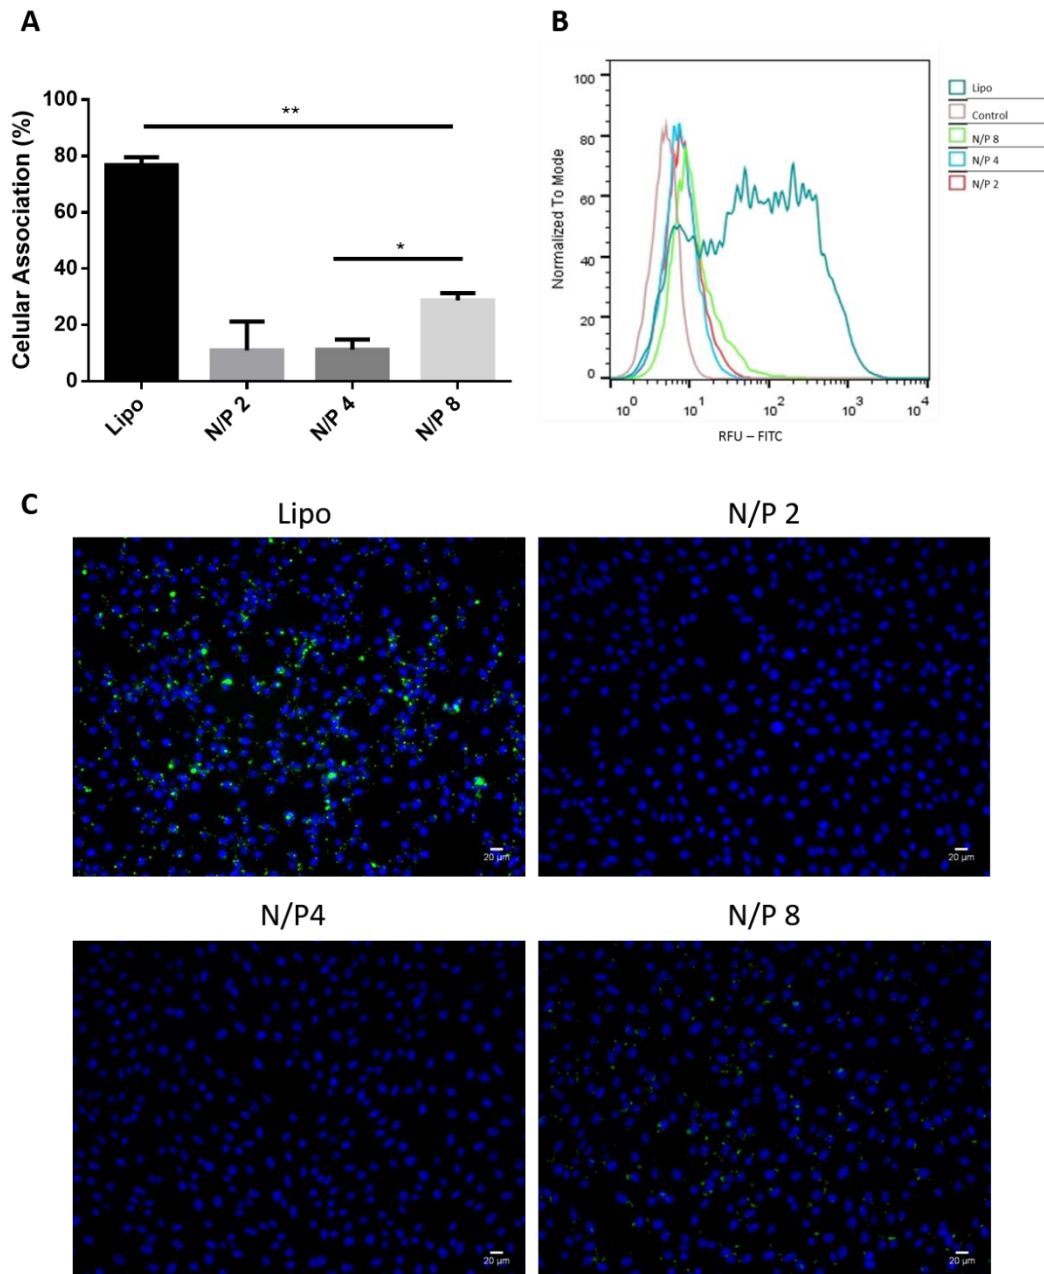 A
Celular Association (%)
100
80
60
40
20
0
**
*
Lipo
N/P 2
N/P 4
N/P 8
B
Normalized To Mode
100
80
60
40
20
0
10^0
10^1
10^2
10^3
10^4
RFU – FITC
Lipo
Control
N/P 8
N/P 4
N/P 2
C
Lipo
N/P 2
20 µm
20 µm
N/P4
N/P 8
20 µm
20 µm